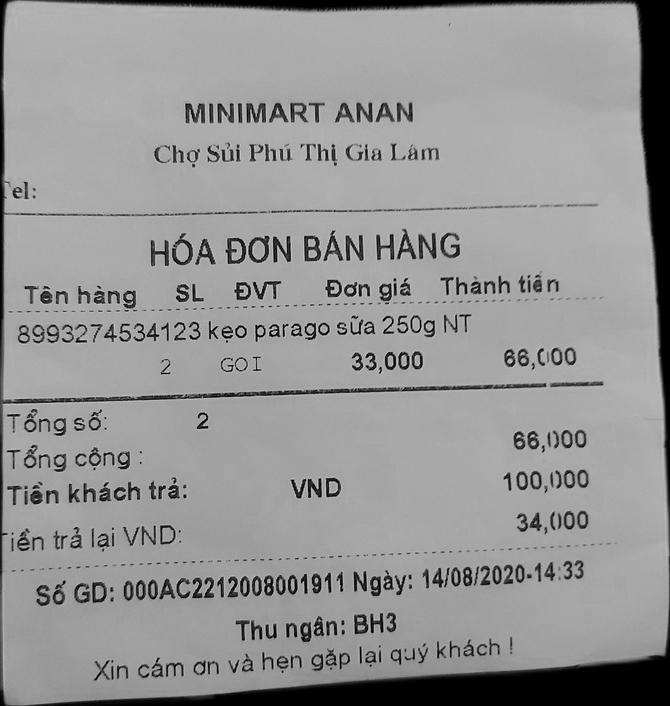 MINIMART ANAN
Chợ Sủi Phú Thị Gia Lâm
Tel:
HÓA ĐƠN BÁN HÀNG
Tên hàng SL ĐVT Đơn giá Thành tiền
8993274534123 kẹo parago sữa 250g NT
2 GOI 33,000 66,000
Tổng số: 2
Tổng cộng : 66,000
Tiền khách trả: VND 100,000
Tiền trả lại VND: 34,000
Số GD: 000AC2212008001911 Ngày: 14/08/2020-14:33
Thu ngân: BH3
Xin cám ơn và hẹn gặp lại quý khách !